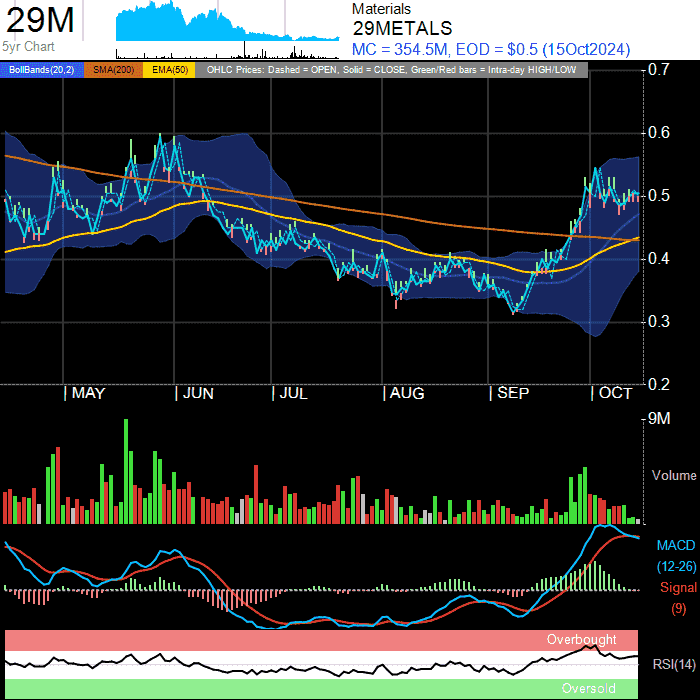 29M
5yr Chart
Materials
29METALS
MC = 354.5M, EOD = $0.5 (15Oct2024)
BollBands(20,2) SMA(200) EMA(50) OHLC Prices: Dashed = OPEN, Solid = CLOSE, Green/Red bars = Intra-day HIGH/LOW
0.7
0.6
0.5
0.4
0.3
0.2
MAY JUN JUL AUG SEP OCT
9M
Volume
MACD
(12-26)
Signal
(9)
Overbought
RSI(14)
Oversold